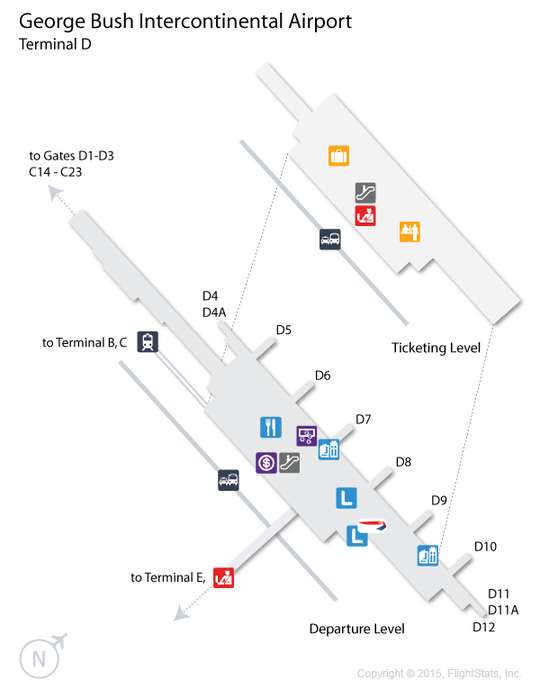 George Bush Intercontinental Airport
Terminal D
to Gates D1-D3
C14 - C23
Ticketing Level
D4
D4A
D5
to Terminal B, C
D6
D7
$
D8
L
D9
L
D10
to Terminal E,
D11
D11A
D12
Departure Level
N
Copyright © 2015, FlightStats, Inc.